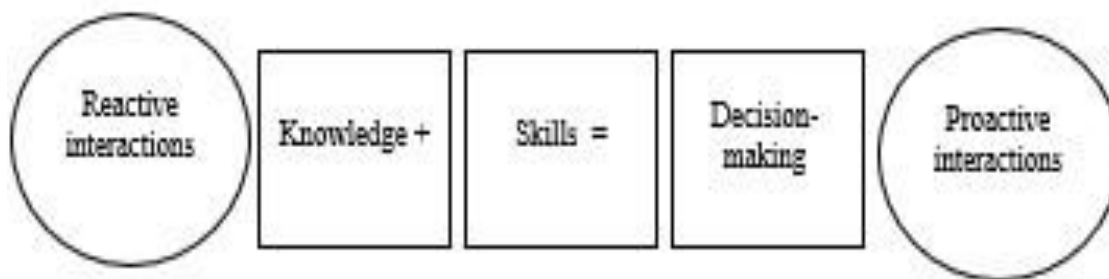 Reactive
interactions
Knowledge +
Skills =
Decision-
making
Proactive
interactions